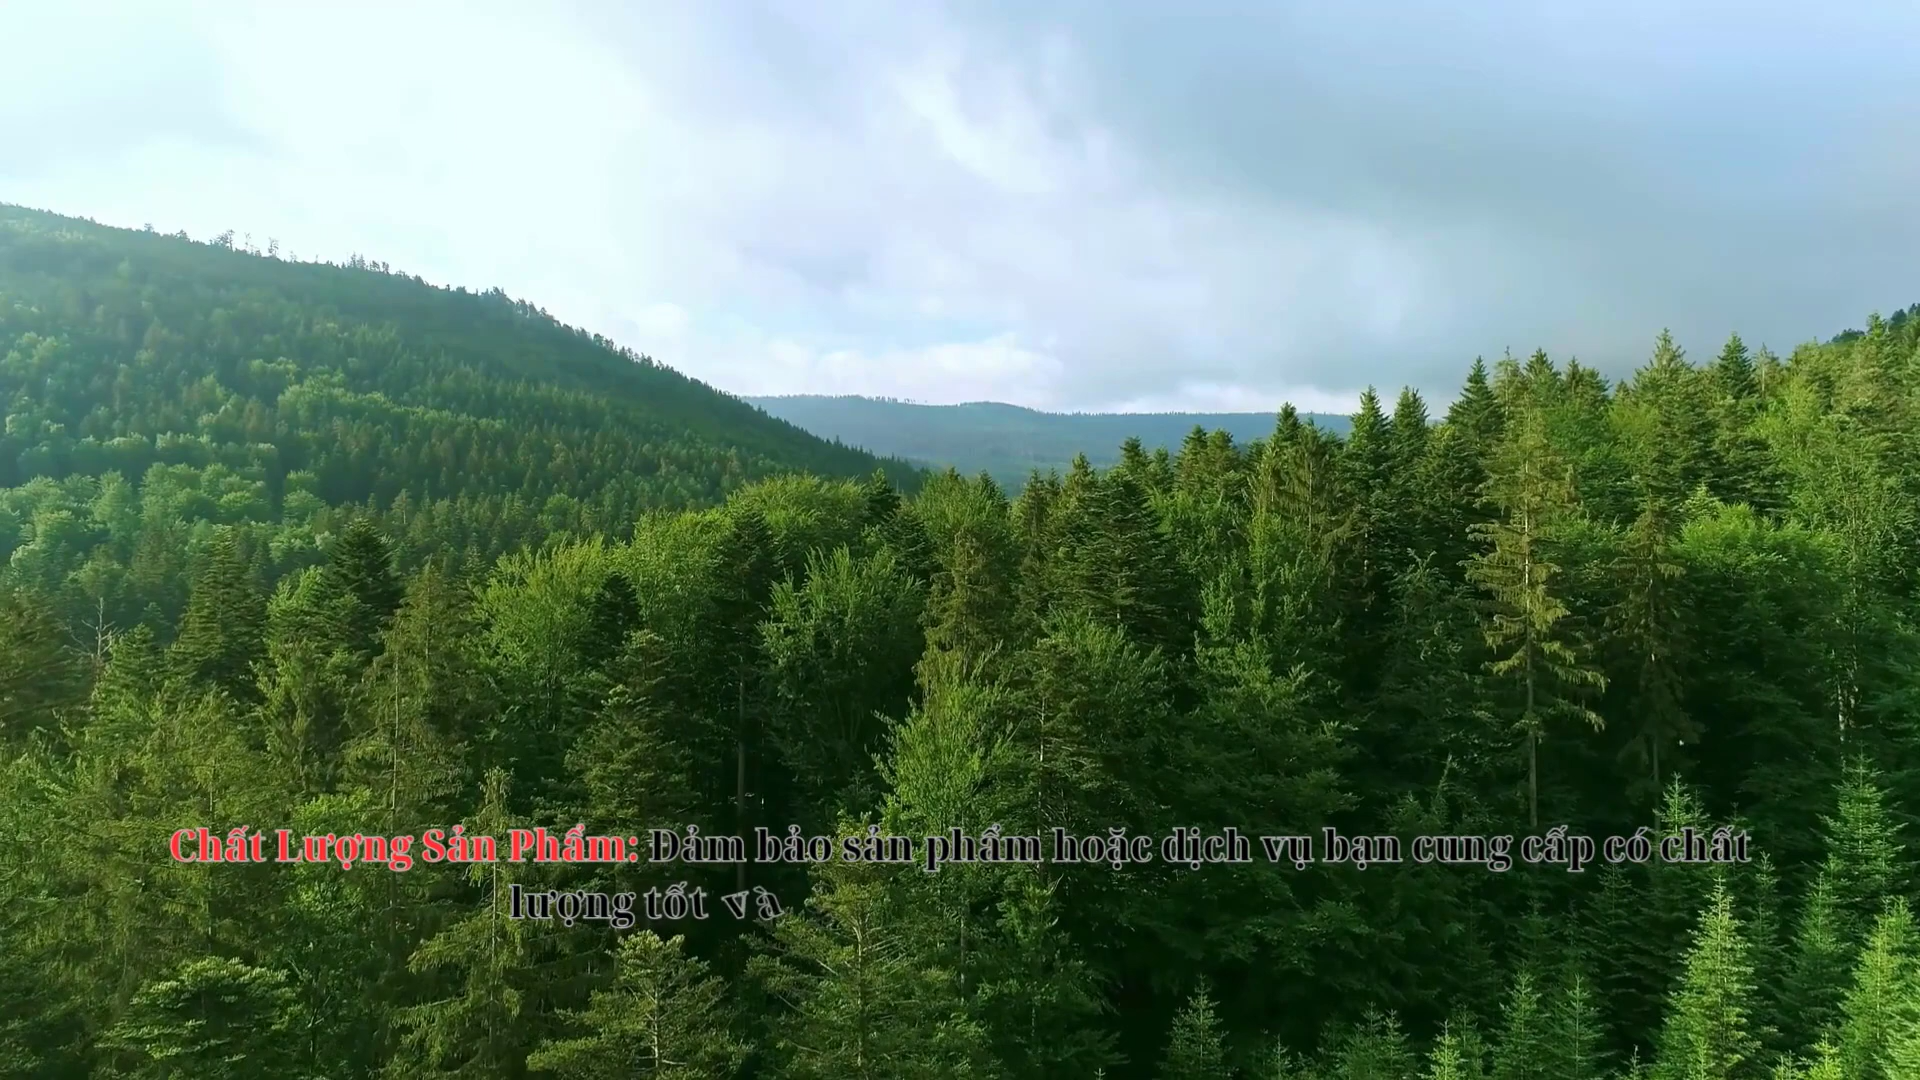 Chất Lượng Sản Phẩm: Đảm bảo sản phẩm hoặc dịch vụ bạn cung cấp có chất
lượng tốt và